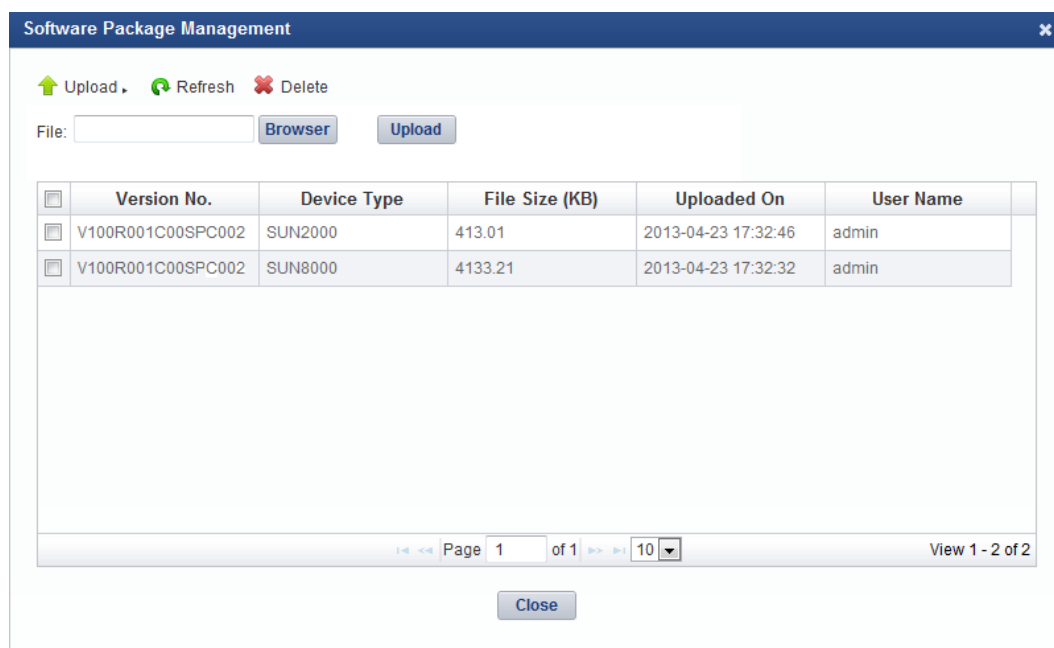 Software Package Management
Upload Refresh Delete
File: Browser Upload
Version No. Device Type File Size (KB) Uploaded On User Name
V100R001C00SPC002 SUN2000 413.01 2013-04-23 17:32:46 admin
V100R001C00SPC002 SUN8000 4133.21 2013-04-23 17:32:32 admin
Page 1 of 1 10 View 1 - 2 of 2
Close